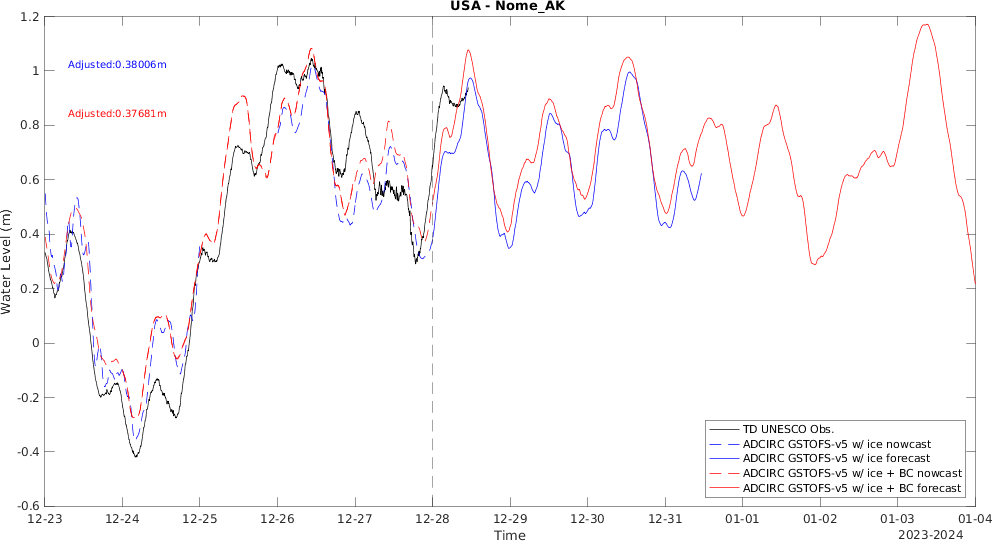 USA - Nome_AK
1.2
1
0.8
0.6
0.4
0.2
0
-0.2
-0.4
-0.6
Water Level (m)
Adjusted:0.38006m
Adjusted:0.37681m
TD UNESCO Obs.
ADCIRC GSTOFS-v5 w/ ice nowcast
ADCIRC GSTOFS-v5 w/ ice forecast
ADCIRC GSTOFS-v5 w/ ice + BC nowcast
ADCIRC GSTOFS-v5 w/ ice + BC forecast
12-23 12-24 12-25 12-26 12-27 12-28 12-29 12-30 12-31 01-01 01-02 01-03 01-04
Time
2023-2024